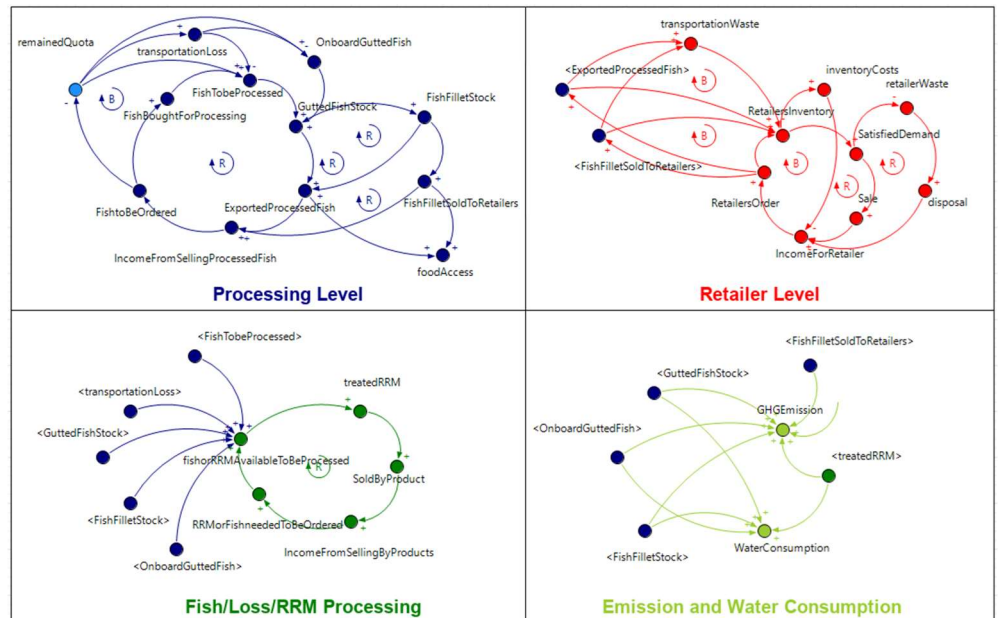 remainedQuota
transportationLoss
OnboardGuttedFish
FishTobeProcessed
FishBoughtForProcessing
GuttedFishStock
FishFilletStock
B
R
R
R
FishtoBeOrdered
ExportedProcessedFish
FishFilletSoldToRetailers
IncomeFromSellingProcessedFish
foodAccess
Processing Level
transportationWaste
<ExportedProcessedFish>
inventoryCosts
retailerWaste
B
RetailersInventory
B
SatisfiedDemand
<FishFilletSoldToRetailers>
B
R
R
RetailersOrder
Sale
disposal
IncomeForRetailer
Retailer Level
<FishTobeProcessed>
<transportationLoss>
treatedRRM
<GuttedFishStock>
fishorRRMAvailableToBeProcessed
R
SoldByProduct
<FishFilletStock>
RRMorFishneededToBeOrdered
IncomeFromSellingByProducts
<OnboardGuttedFish>
Fish/Loss/RRM Processing
<FishFilletSoldToRetailers>
<GuttedFishStock>
GHGEmission
<OnboardGuttedFish>
<treatedRRM>
WaterConsumption
<FishFilletStock>
Emission and Water Consumption